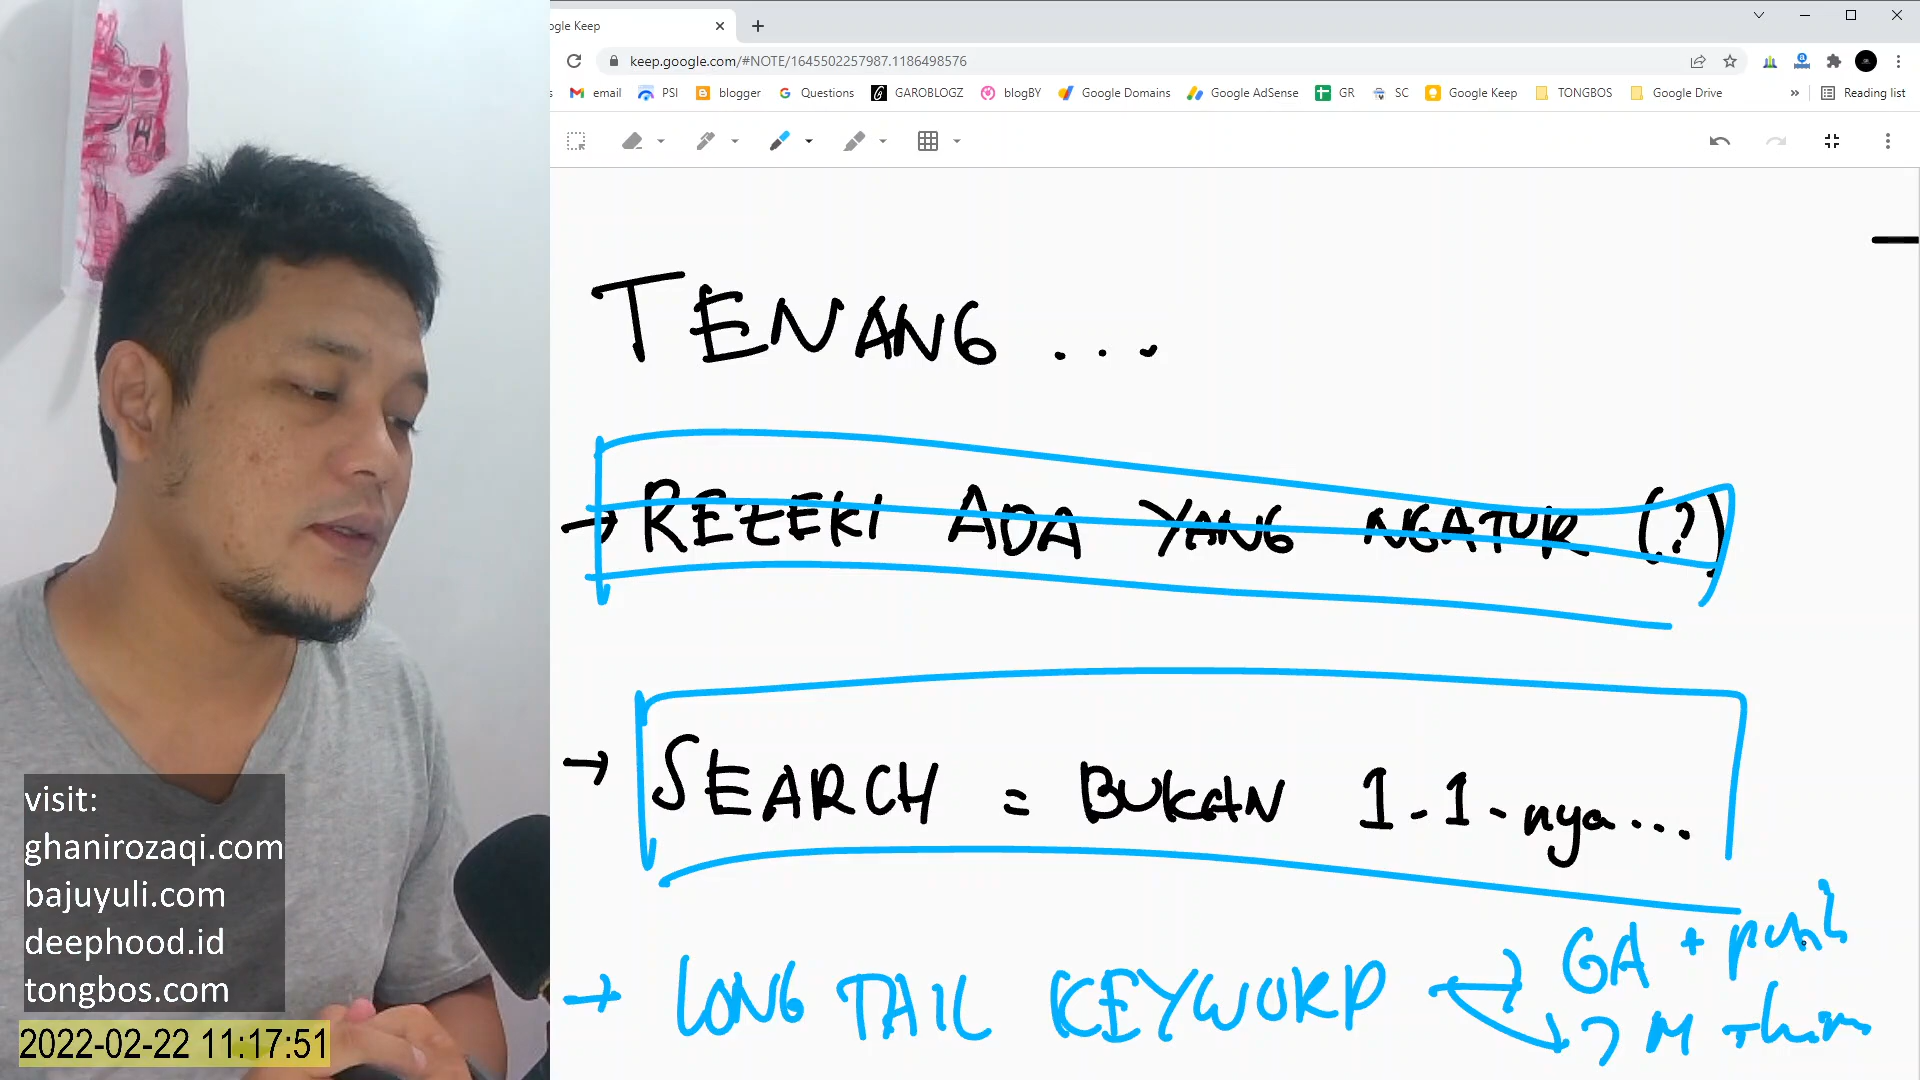 ogle Keep
keep.google.com/#NOTE/1645502257987.1186498576
s email PSI blogger Questions GAROBLOGZ blogBY Google Domains Google AdSense GR SC Google Keep TONGBOS Google Drive » Reading list
TENANG ...
→ REZEKI ADA YANG NGATUR (?)
→ SEARCH = BUKAN 1-1-nya...
→ LONG TAIL KEYWORD
GA +
M
visit:
ghanirozaqi.com
bajuyuli.com
deephood.id
tongbos.com
2022-02-22 11:17:51